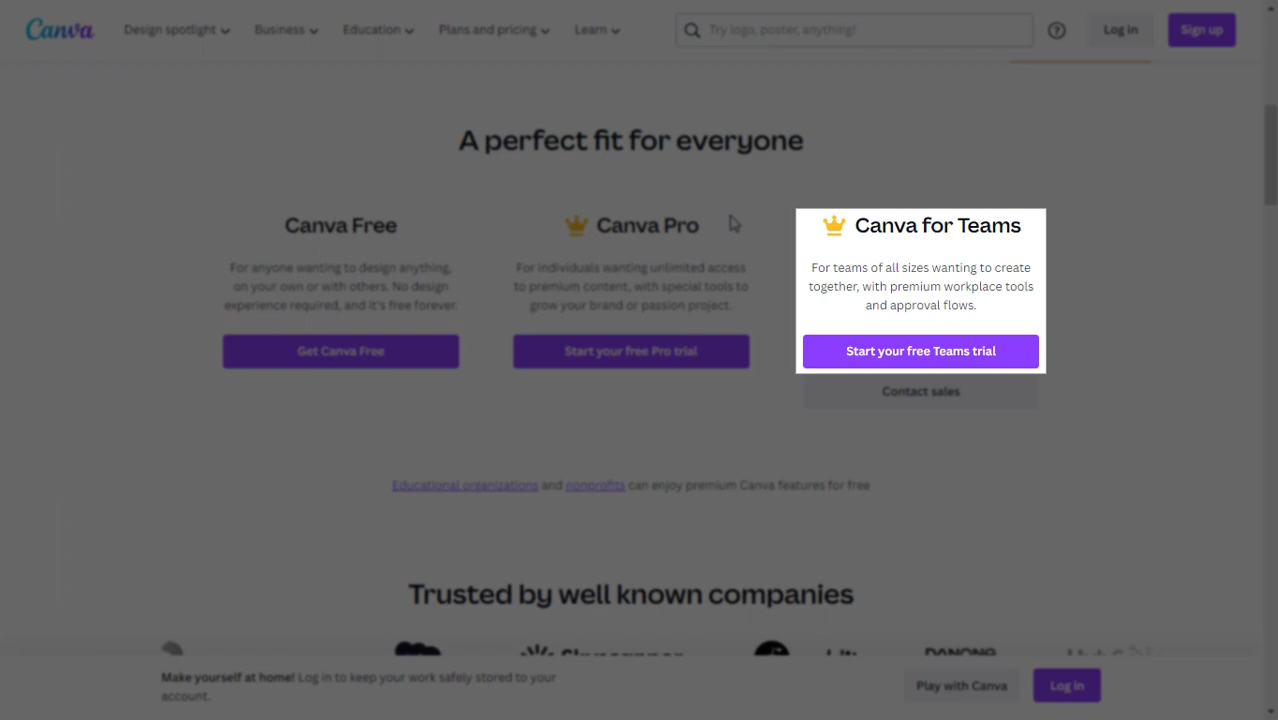 Canva
Design spotlight
Business
Education
Plans and pricing
Learn
Try logo, poster, anything!
?
Log in
Sign up
A perfect fit for everyone
Canva Free
For anyone wanting to design anything,
on your own or with others. No design
experience required, and it's free forever.
Get Canva Free
Canva Pro
For individuals wanting unlimited access
to premium content, with special tools to
grow your brand or passion project.
Start your free Pro trial
Canva for Teams
For teams of all sizes wanting to create
together, with premium workplace tools
and approval flows.
Start your free Teams trial
Contact sales
Educational organizations and nonprofits can enjoy premium Canva features for free
Trusted by well known companies
Skyscanner
DANONE
Make yourself at home! Log in to keep your work safely stored to your
account.
Play with Canva
Log in